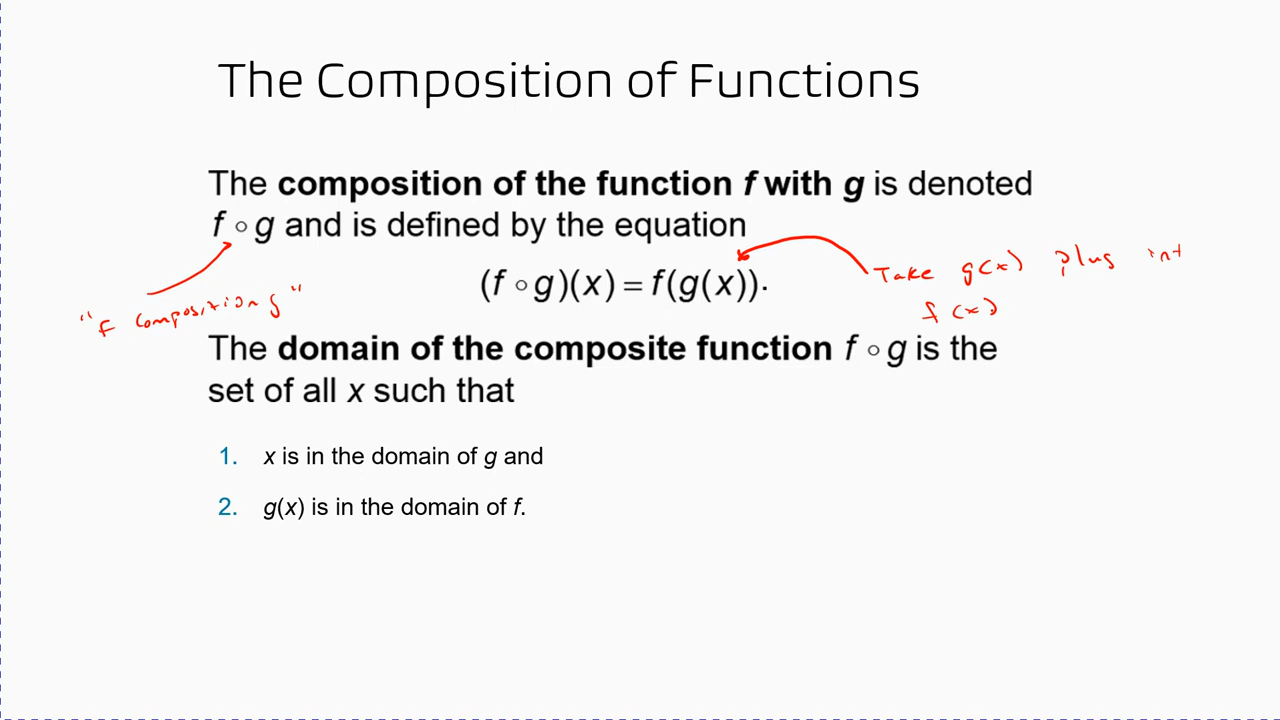 The Composition of Functions
The composition of the function f with g is denoted
f ∘ g and is defined by the equation
(f ∘ g)(x) = f(g(x)).
Take g(x) plug int
f (x)
"f composition g"
The domain of the composite function f ∘ g is the
set of all x such that
1. x is in the domain of g and
2. g(x) is in the domain of f.